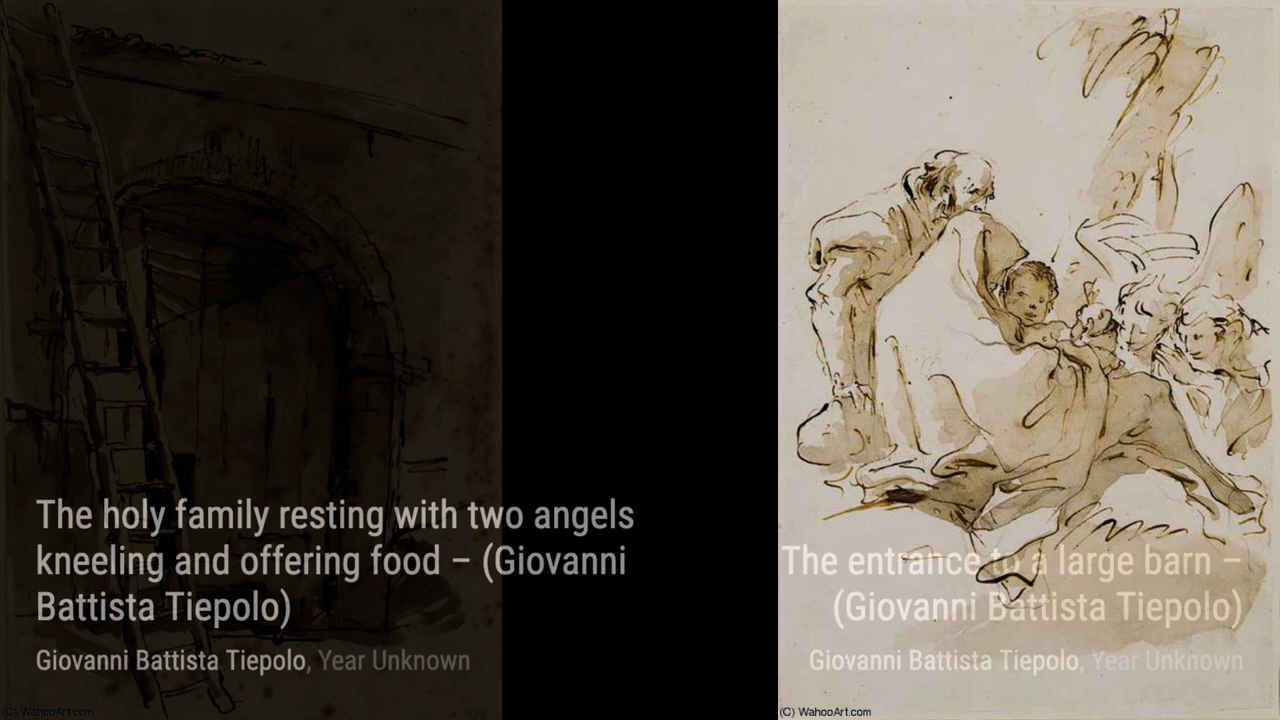 The holy family resting with two angels
kneeling and offering food – (Giovanni
Battista Tiepolo)
Giovanni Battista Tiepolo, Year Unknown
(C) WahooArt.com
The entrance to a large barn –
(Giovanni Battista Tiepolo)
Giovanni Battista Tiepolo, Year Unknown
(C) WahooArt.com